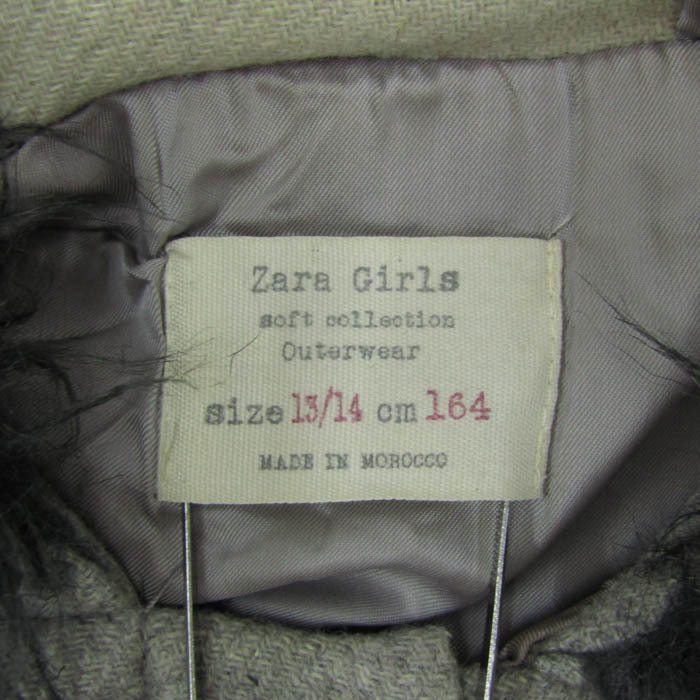 Zara Girls
soft collection
Outerwear
size 13/14 cm 164
MADE IN MOROCCO